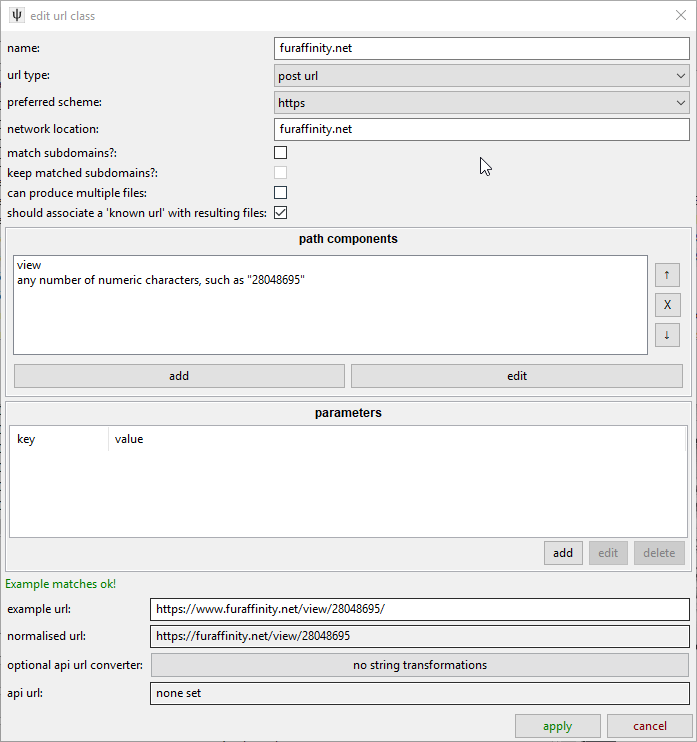 ψ edit url class
name: furaffinity.net
url type: post url
preferred scheme: https
network location: furaffinity.net
match subdomains?:
keep matched subdomains?:
can produce multiple files:
should associate a 'known url' with resulting files:
path components
view
any number of numeric characters, such as "28048695"
↑
X
↓
add edit
parameters
key value
add edit delete
Example matches ok!
example url: https://www.furaffinity.net/view/28048695/
normalised url: https://furaffinity.net/view/28048695
optional api url converter: no string transformations
api url: none set
apply cancel